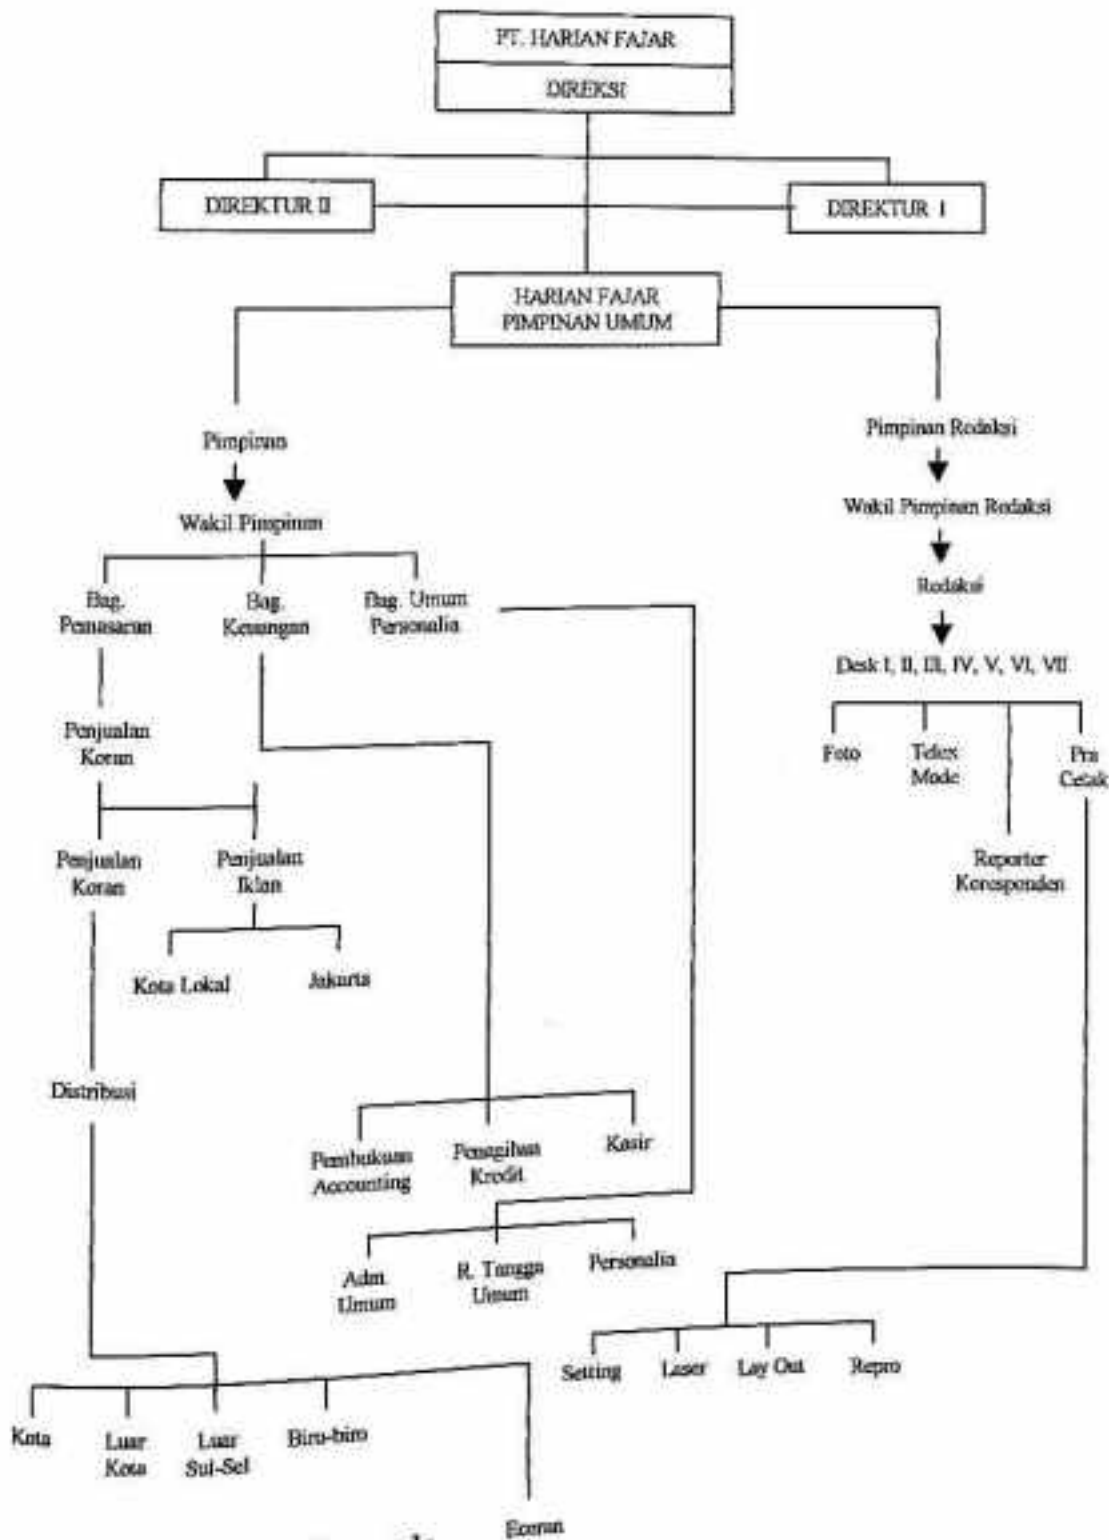 PT. HARIAN FAJAR
DIREKSI
DIREKTUR II
DIREKTUR I
HARIAN FAJAR
PIMPINAN UMUM
Pimpinan
Wakil Pimpinan
Bag.
Pemasaran
Bag.
Keuangan
Bag. Umum
Personalia
Penjualan
Koran
Penjualan
Koran
Penjualan
Iklan
Kota Lokal
Jakarta
Distribusi
Pembukuan
Accounting
Penagihan
Kredit
Kasir
Adm
Umum
R. Tangga
Umum
Personalia
Kota
Luar
Kota
Luar
Sul-Sel
Biru-biro
Eceran
Pimpinan Redaksi
Wakil Pimpinan Redaksi
Redaksi
Desk I, II, III, IV, V, VI, VII
Foto
Telex
Mode
Reporter
Koresponden
Pra
Cetak
Setting
Laser
Lay Out
Repro